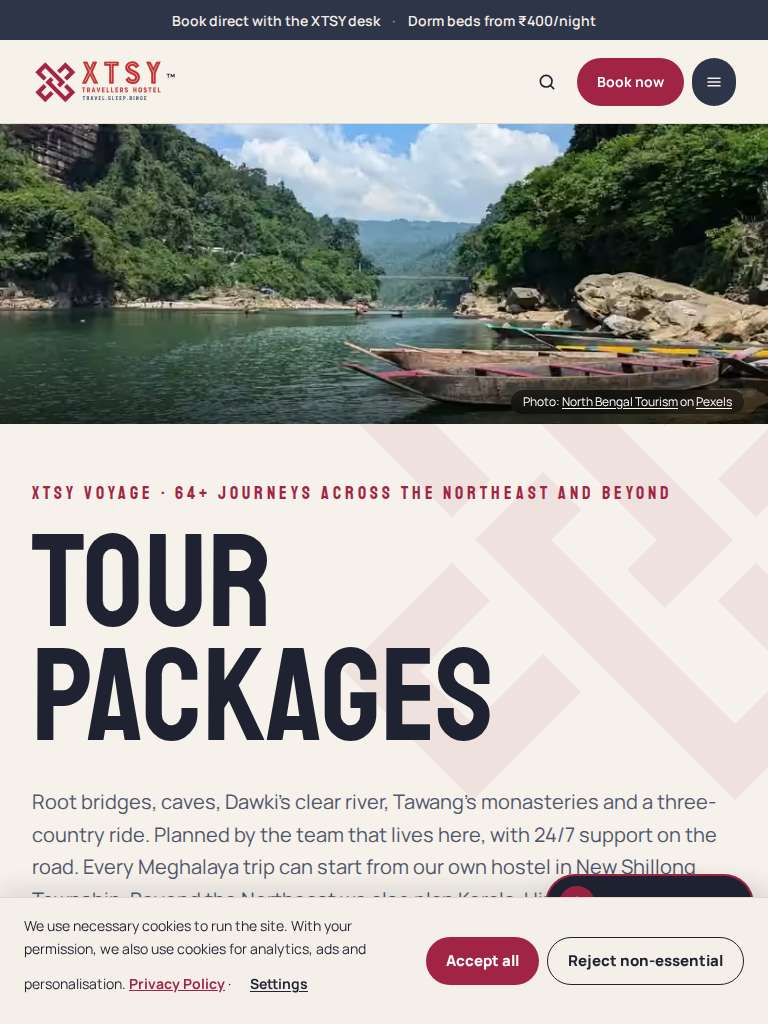 Book direct with the XTSY desk · Dorm beds from ₹400/night
XTSY ™
TRAVELLERS HOSTEL
TRAVEL.SLEEP.BINGE
Book now
Photo: North Bengal Tourism on Pexels
XTSY VOYAGE · 64+ JOURNEYS ACROSS THE NORTHEAST AND BEYOND
TOUR
PACKAGES
Root bridges, caves, Dawki’s clear river, Tawang’s monasteries and a three-
country ride. Planned by the team that lives here, with 24/7 support on the
road. Every Meghalaya trip can start from our own hostel in New Shillong
We use necessary cookies to run the site. With your
permission, we also use cookies for analytics, ads and
personalisation. Privacy Policy · Settings
Accept all
Reject non-essential